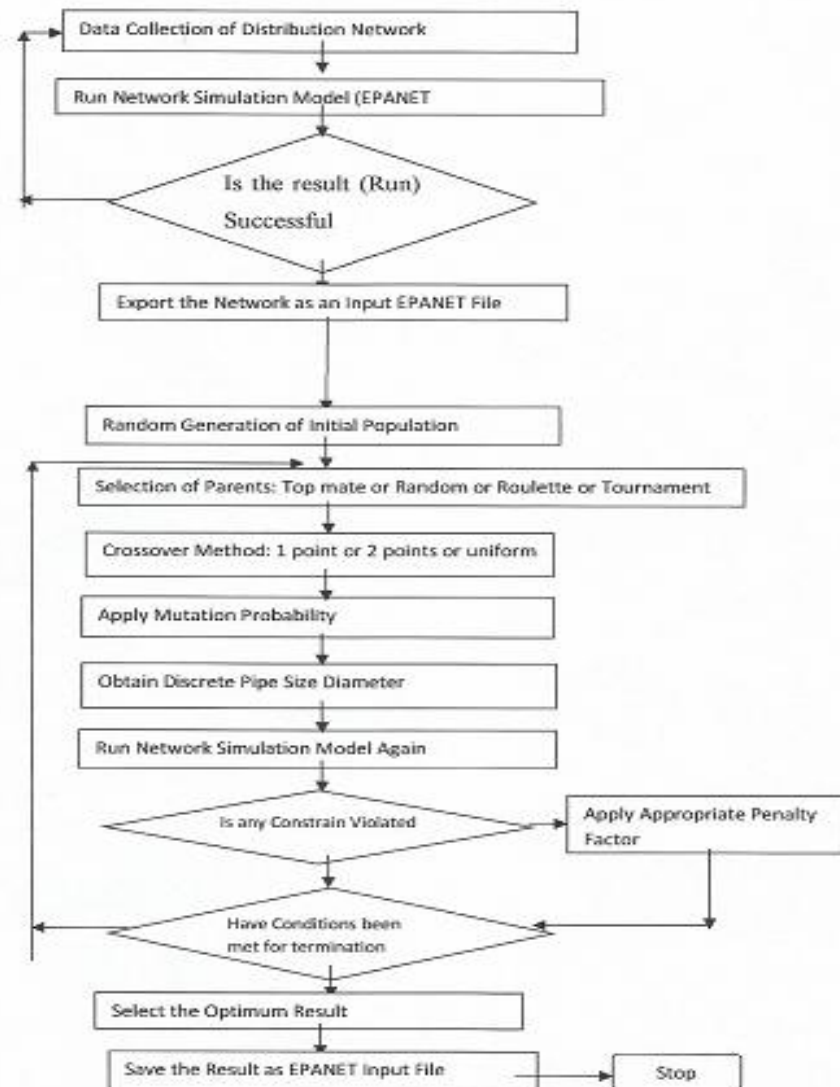 Data Collection of Distribution Network
Run Network Simulation Model (EPANET
Is the result (Run)
Successful
Export the Network as an Input EPANET File
Random Generation of Initial Population
Selection of Parents: Top mate or Random or Roulette or Tournament
Crossover Method: 1 point or 2 points or uniform
Apply Mutation Probability
Obtain Discrete Pipe Size Diameter
Run Network Simulation Model Again
Is any Constrain Violated
Apply Appropriate Penalty
Factor
Have Conditions been
met for termination
Select the Optimum Result
Save the Result as EPANET Input File
Stop